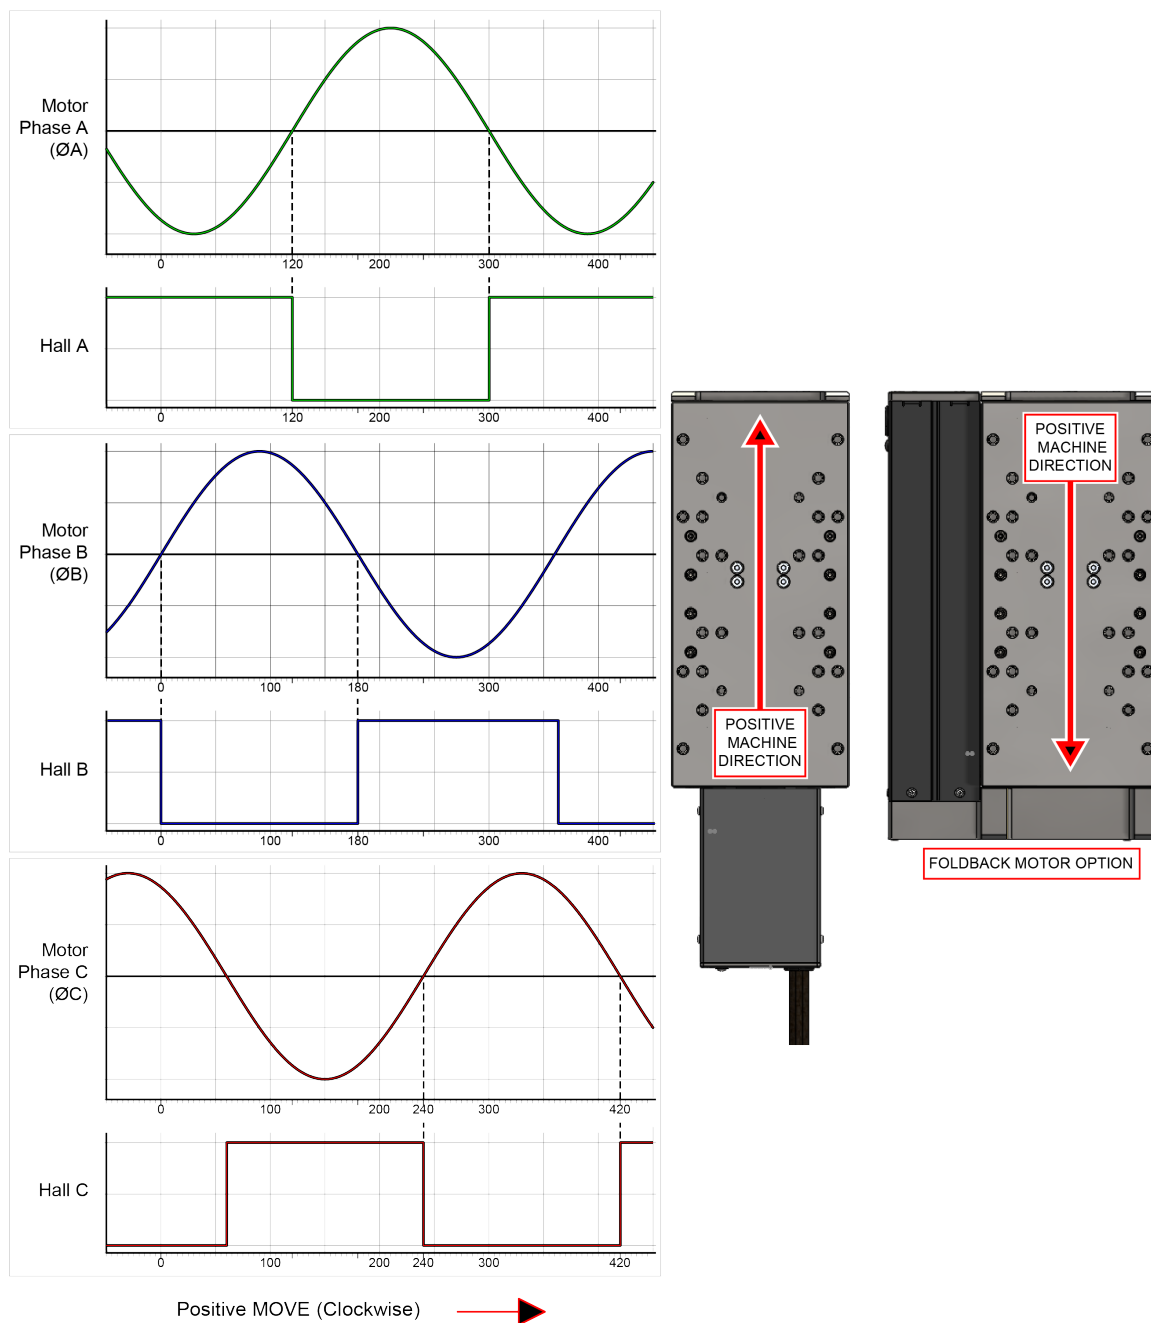 Motor
Phase A
(ØA)
0 120 200 300 400
Hall A
0 120 200 300 400
Motor
Phase B
(ØB)
0 100 180 300 400
Hall B
0 100 180 300 400
Motor
Phase C
(ØC)
0 100 200 240 300 420
Hall C
0 100 200 240 300 420
Positive MOVE (Clockwise)
POSITIVE
MACHINE
DIRECTION
POSITIVE
MACHINE
DIRECTION
FOLDBACK MOTOR OPTION